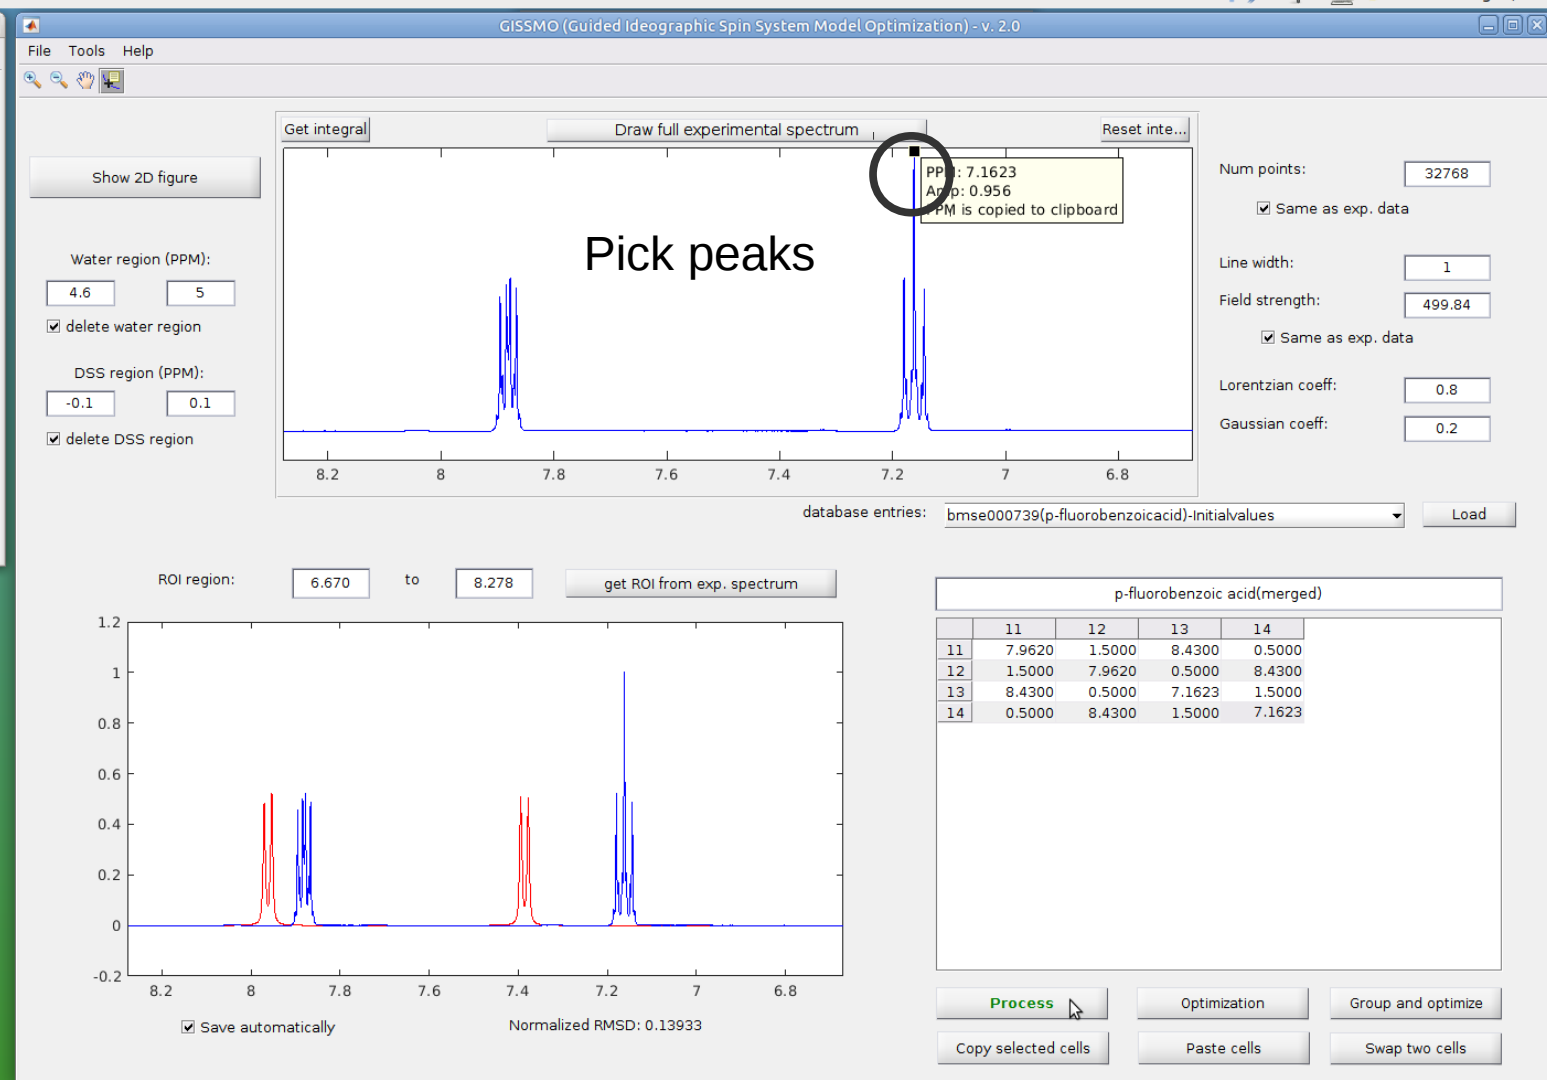 GISSMO (Guided Ideographic Spin System Model Optimization) - v. 2.0
File Tools Help
Get integral
Draw full experimental spectrum
Reset inte...
Show 2D figure
PPM: 7.1623
Amp: 0.956
PPM is copied to clipboard
Pick peaks
Num points:
32768
Same as exp. data
Water region (PPM):
4.6 5
delete water region
Line width:
1
Field strength:
499.84
Same as exp. data
DSS region (PPM):
-0.1 0.1
delete DSS region
Lorentzian coeff:
0.8
Gaussian coeff:
0.2
8.2 8 7.8 7.6 7.4 7.2 7 6.8
database entries:
bmse000739(p-fluorobenzoicacid)-Initialvalues
Load
ROI region:
6.670 to 8.278
get ROI from exp. spectrum
p-fluorobenzoic acid(merged)
11 12 13 14
11 7.9620 1.5000 8.4300 0.5000
12 1.5000 7.9620 0.5000 8.4300
13 8.4300 0.5000 7.1623 1.5000
14 0.5000 8.4300 1.5000 7.1623
1.2
1
0.8
0.6
0.4
0.2
0
-0.2
8.2 8 7.8 7.6 7.4 7.2 7 6.8
Save automatically
Normalized RMSD: 0.13933
Process
Optimization
Group and optimize
Copy selected cells
Paste cells
Swap two cells